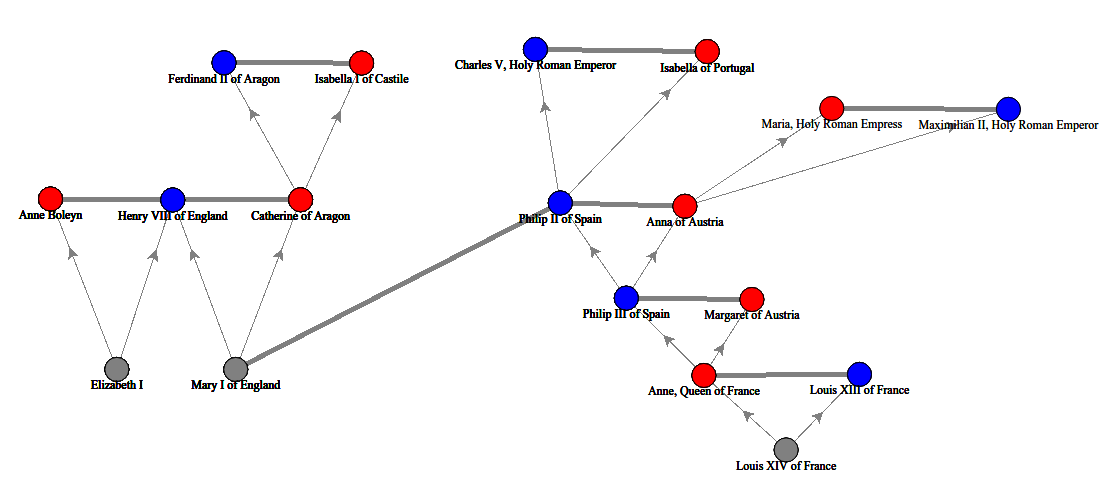 Ferdinand II of Aragon
Isabella I of Castile
Charles V, Holy Roman Emperor
Isabella of Portugal
Maria, Holy Roman Empress
Maximilian II, Holy Roman Emperor
Anne Boleyn
Henry VIII of England
Catherine of Aragon
Philip II of Spain
Anna of Austria
Philip III of Spain
Margaret of Austria
Elizabeth I
Mary I of England
Anne, Queen of France
Louis XIII of France
Louis XIV of France